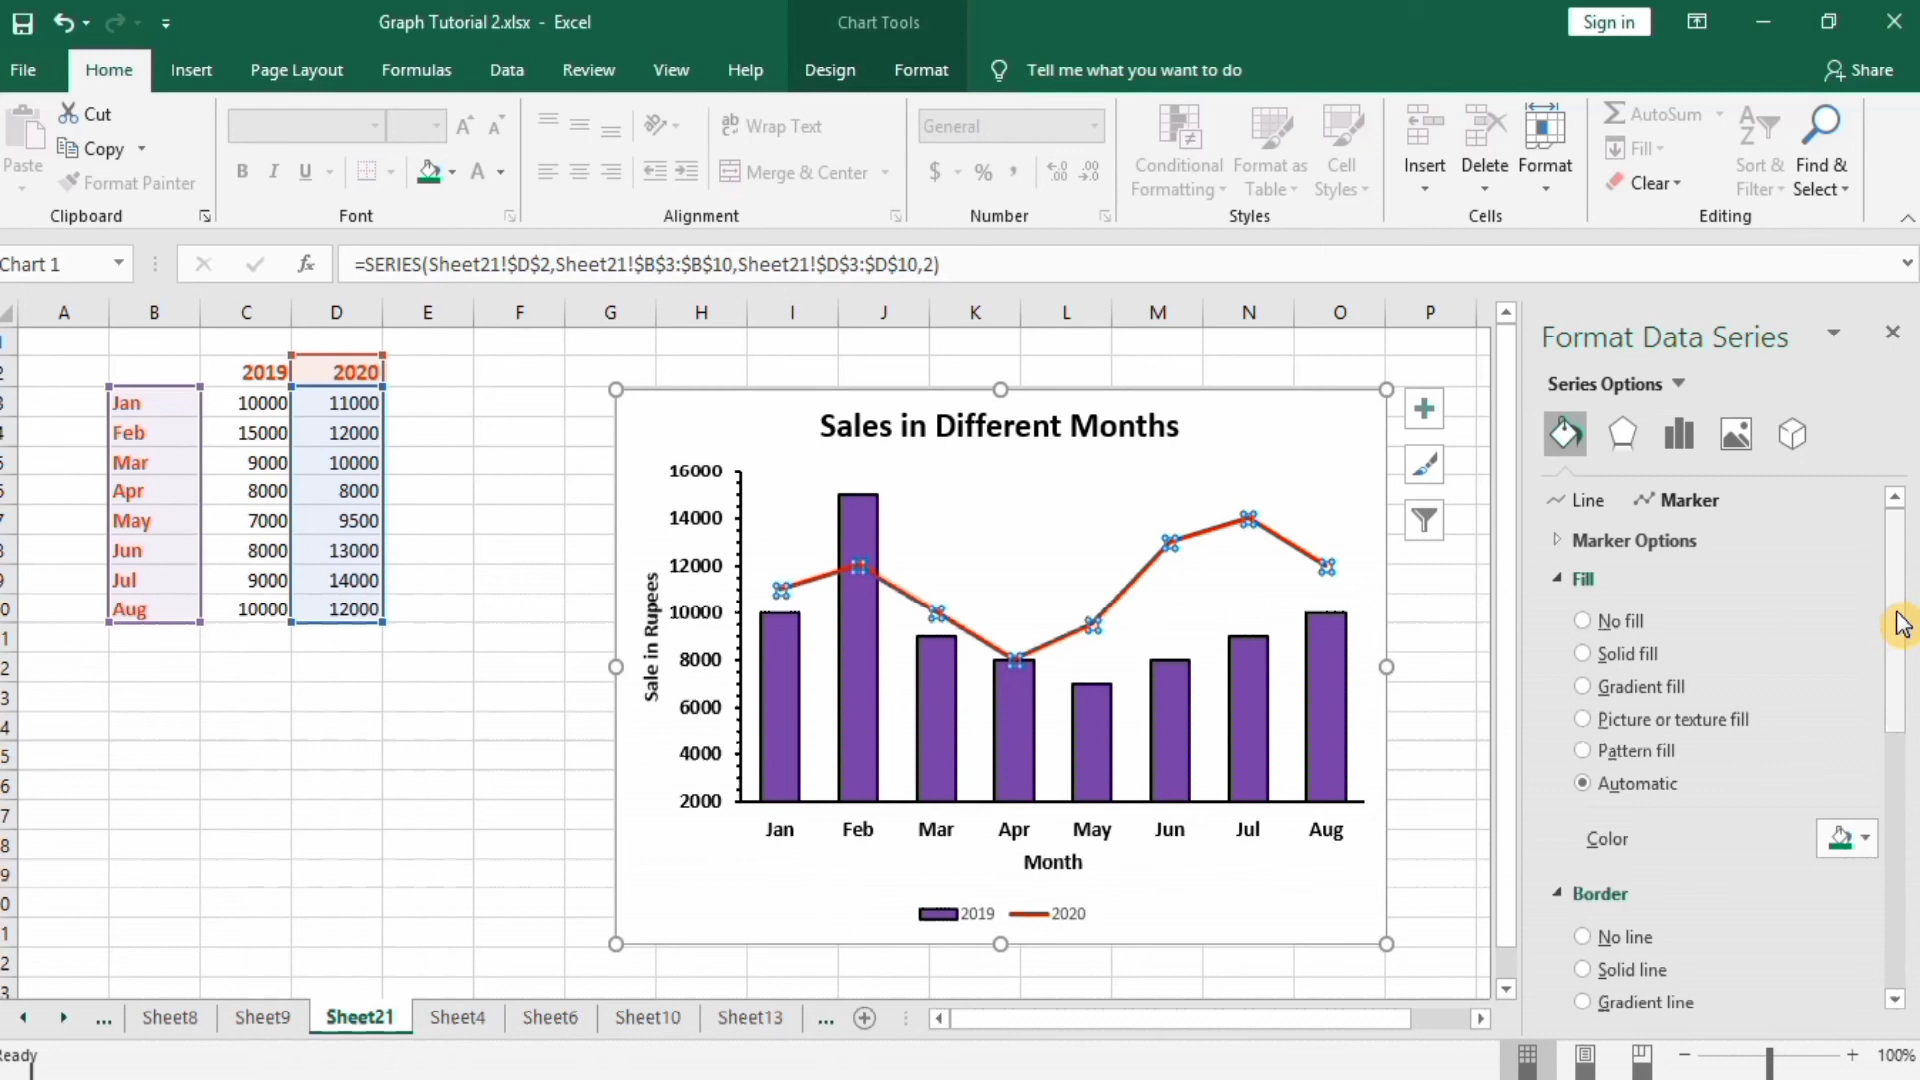 Graph Tutorial 2.xlsx - Excel
Chart Tools
Sign in
File Home Insert Page Layout Formulas Data Review View Help Design Format Tell me what you want to do Share
Paste
Cut
Copy
Format Painter
B I U
ab Wrap Text
Merge & Center
General
$ % ,
Conditional Formatting
Format as Table
Cell Styles
Insert
Delete
Format
AutoSum
Fill
Clear
Sort & Filter
Find & Select
Clipboard Font Alignment Number Styles Cells Editing
Chart 1
fx
=SERIES(Sheet21!$D$2,Sheet21!$B$3:$B$10,Sheet21!$D$3:$D$10,2)
A B C D E F G H I J K L M N O P
2019 2020
Jan 10000 11000
Feb 15000 12000
Mar 9000 10000
Apr 8000 8000
May 7000 9500
Jun 8000 13000
Jul 9000 14000
Aug 10000 12000
Sales in Different Months
Sale in Rupees
16000
14000
12000
10000
8000
6000
4000
2000
Jan Feb Mar Apr May Jun Jul Aug
Month
2019 2020
Format Data Series
Series Options
Line Marker
Marker Options
Fill
No fill
Solid fill
Gradient fill
Picture or texture fill
Pattern fill
Automatic
Color
Border
No line
Solid line
Gradient line
... Sheet8 Sheet9 Sheet21 Sheet4 Sheet6 Sheet10 Sheet13 ...
Ready
100%